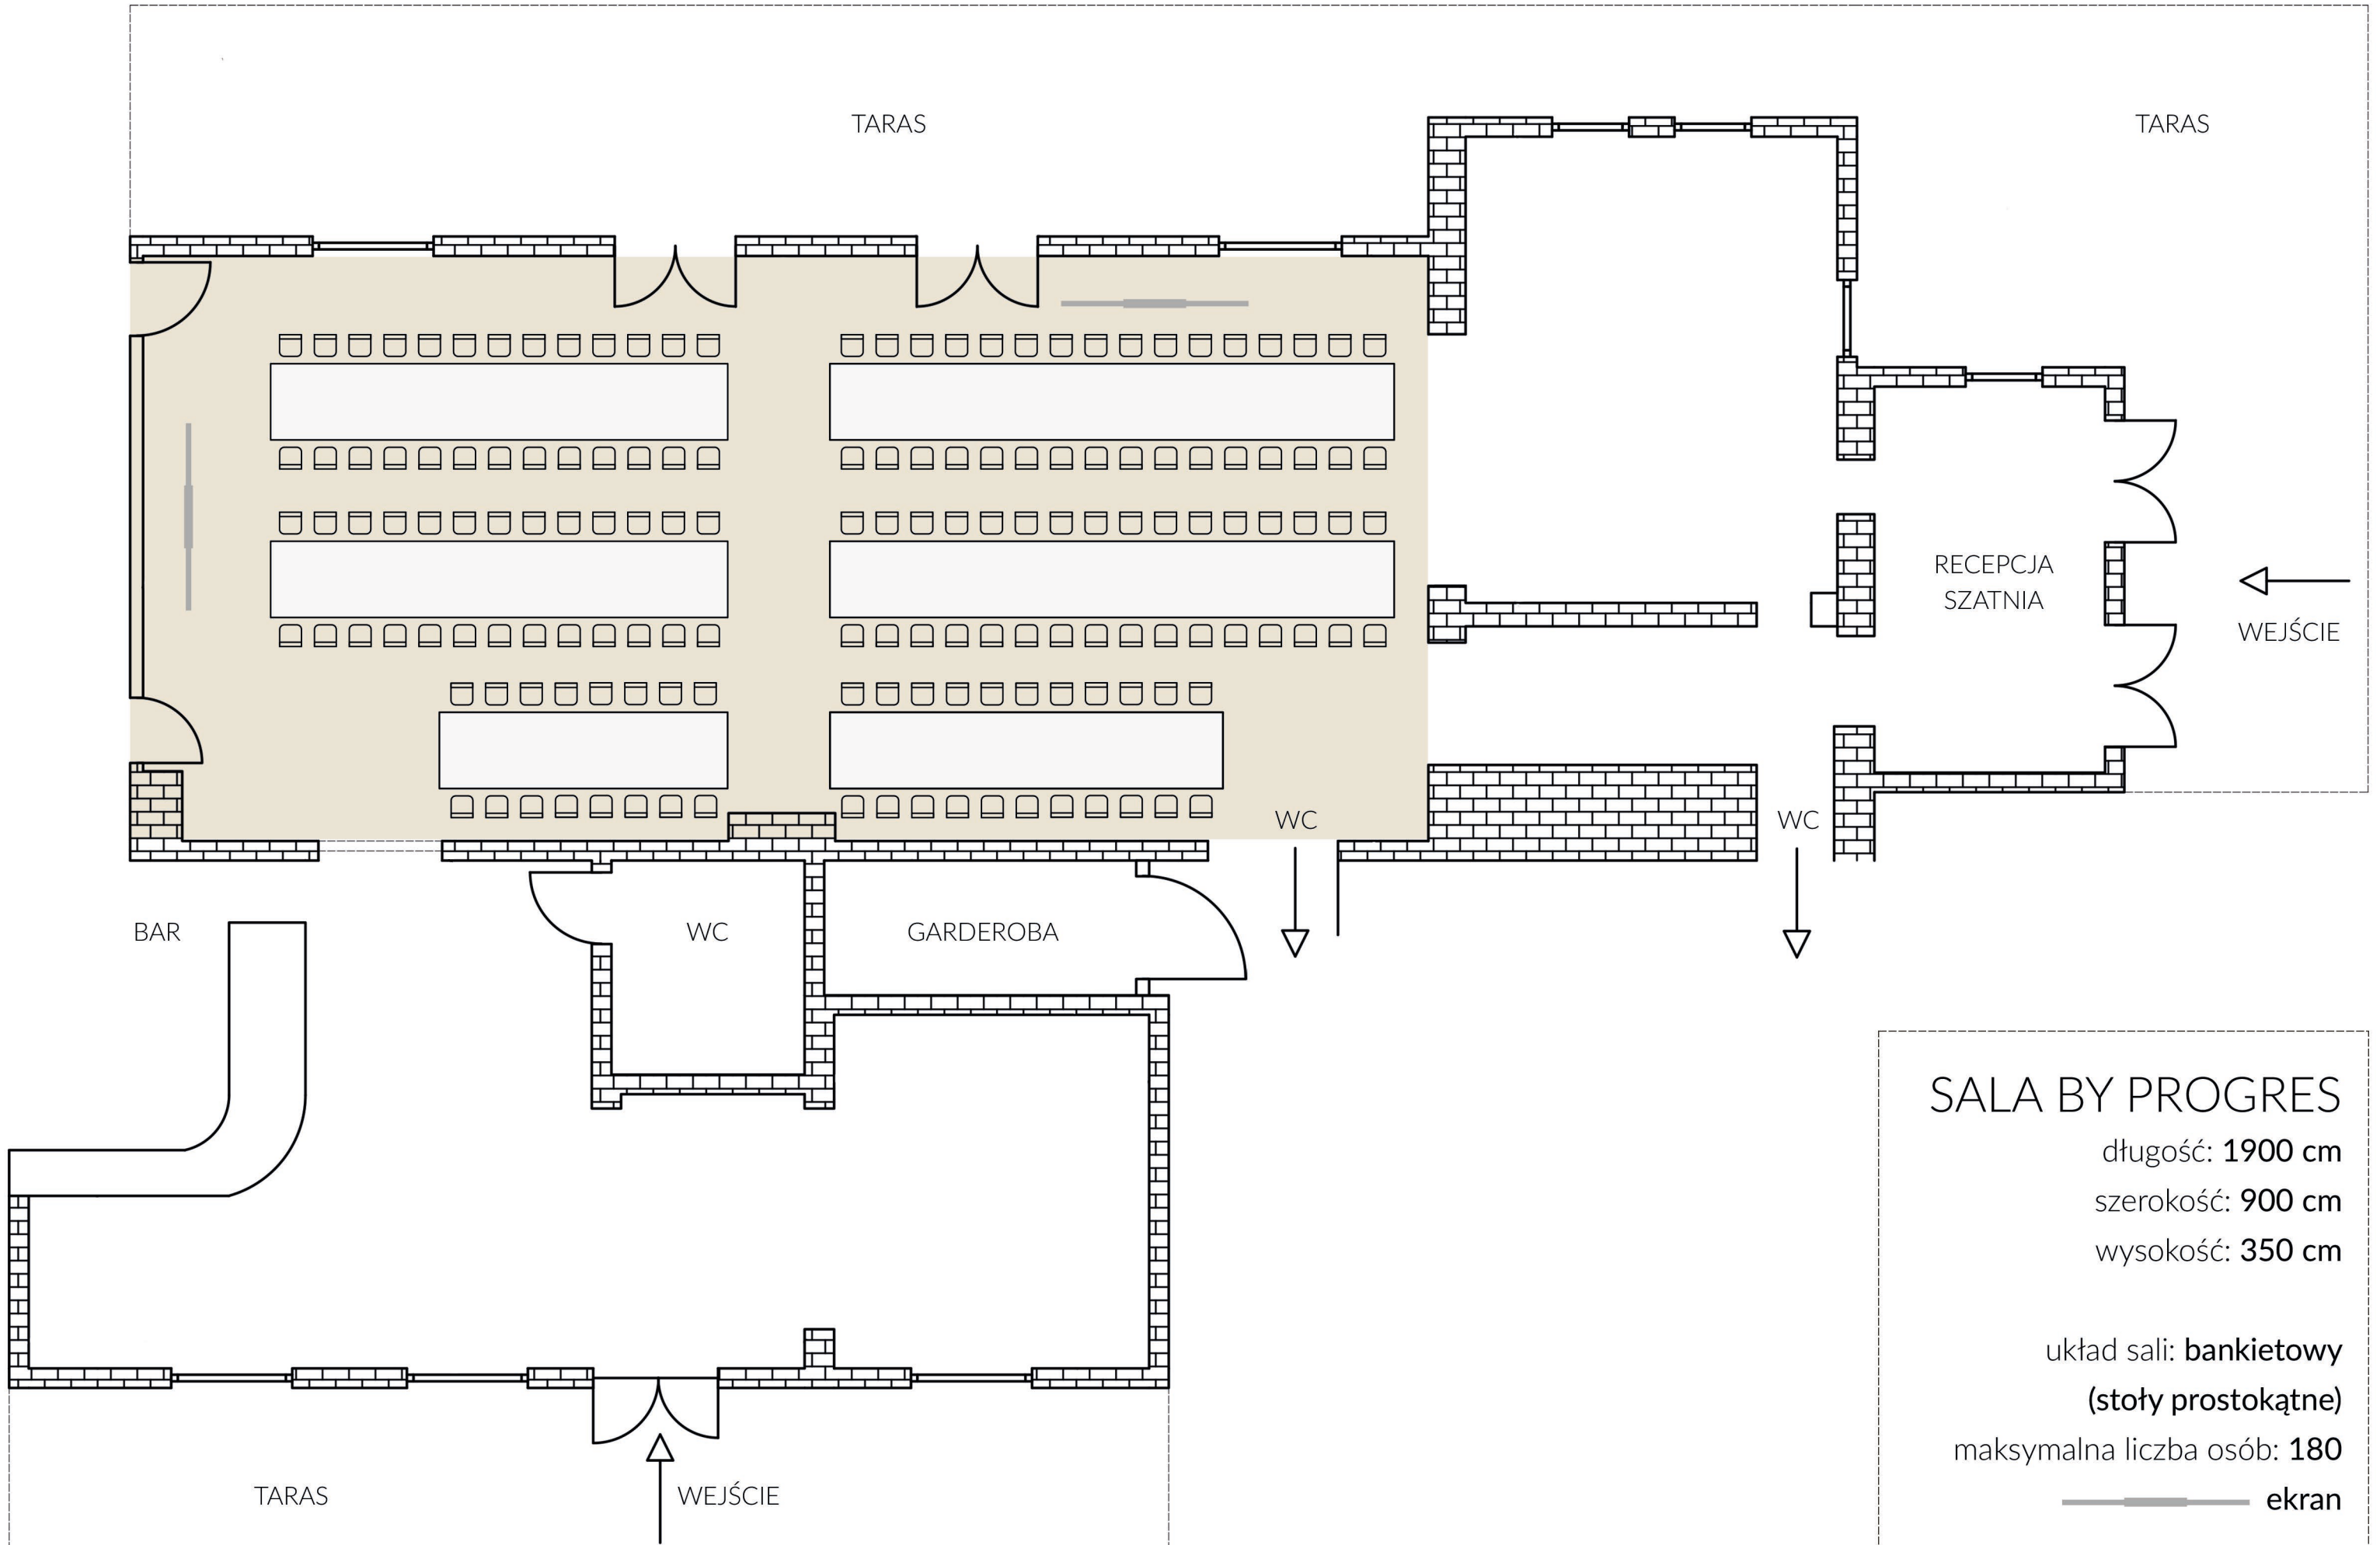 TARAS
TARAS
RECEPCJA
SZATNIA
WEJŚCIE
WC
WC
BAR
WC
GARDEROBA
SALA BY PROGRES
długość: 1900 cm
szerokość: 900 cm
wysokość: 350 cm
układ sali: bankietowy
(stoły prostokątne)
maksymalna liczba osób: 180
ekran
TARAS
WEJŚCIE